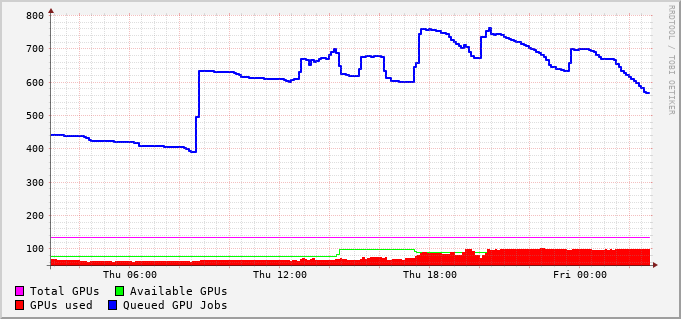 800
700
600
500
400
300
200
100
Thu 06:00 Thu 12:00 Thu 18:00 Fri 00:00
Total GPUs Available GPUs
GPUs used Queued GPU Jobs
RRDTOOL / TOBI OETIKER